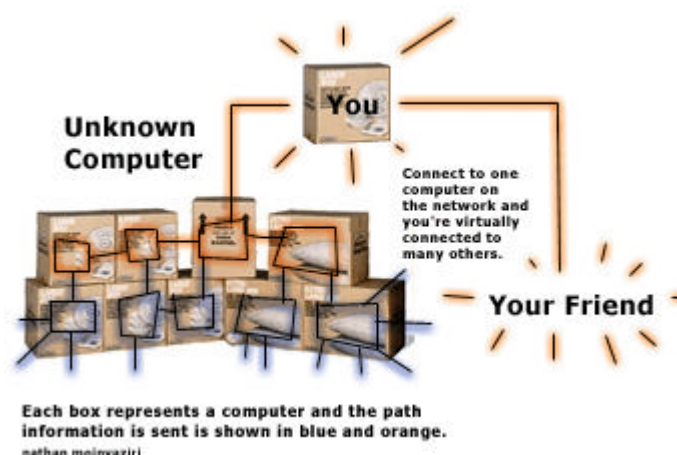 You
Unknown
Computer
Connect to one
computer on
the network and
you're virtually
connected to
many others.
Your Friend
Each box represents a computer and the path
information is sent is shown in blue and orange.
nathan moinvaziri